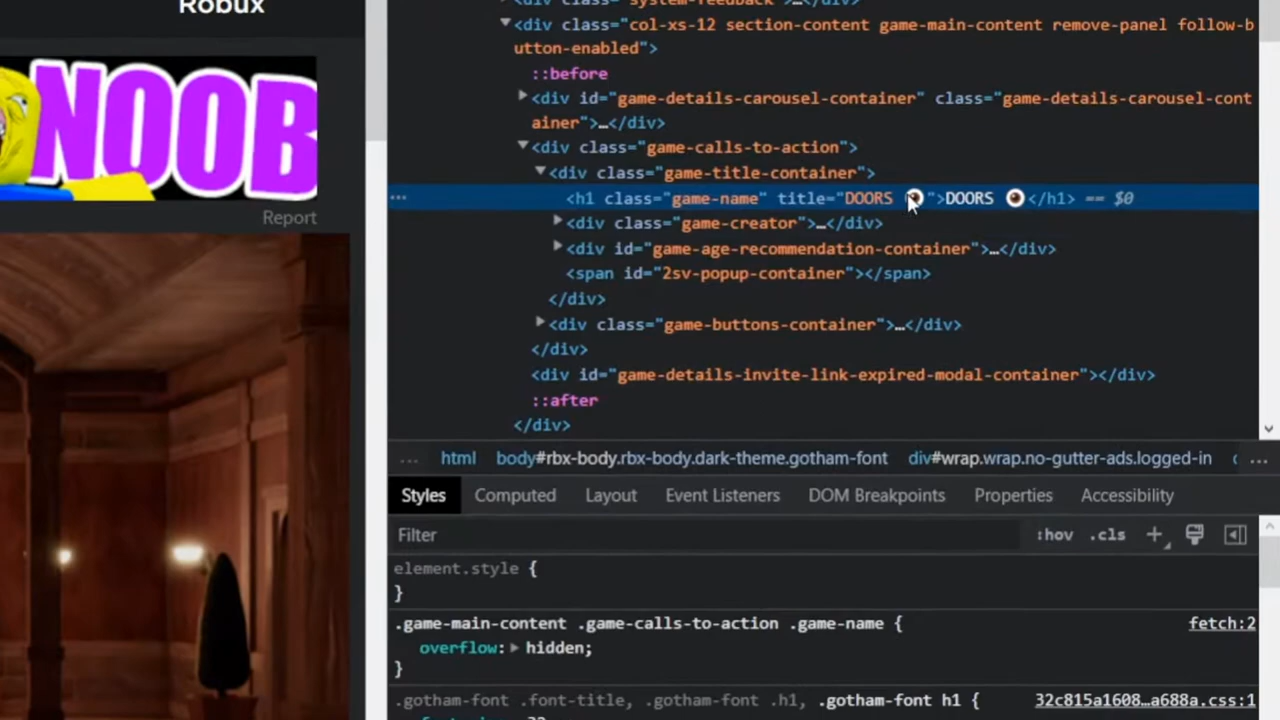 Robux
NOOB
Report
<div class="system-feedback">…</div>
<div class="col-xs-12 section-content game-main-content remove-panel follow-b
utton-enabled">
::before
<div id="game-details-carousel-container" class="game-details-carousel-cont
ainer">…</div>
<div class="game-calls-to-action">
<div class="game-title-container">
··· <h1 class="game-name" title="DOORS 👁">DOORS 👁</h1> == $0
<div class="game-creator">…</div>
<div id="game-age-recommendation-container">…</div>
<span id="2sv-popup-container"></span>
</div>
<div class="game-buttons-container">…</div>
</div>
<div id="game-details-invite-link-expired-modal-container"></div>
::after
</div>
... html body#rbx-body.rbx-body.dark-theme.gotham-font div#wrap.wrap.no-gutter-ads.logged-in ...
Styles Computed Layout Event Listeners DOM Breakpoints Properties Accessibility
Filter :hov .cls +
element.style {
}
.game-main-content .game-calls-to-action .game-name { fetch:2
overflow: hidden;
}
.gotham-font .font-title, .gotham-font .h1, .gotham-font h1 { 32c815a1608…a688a.css:1